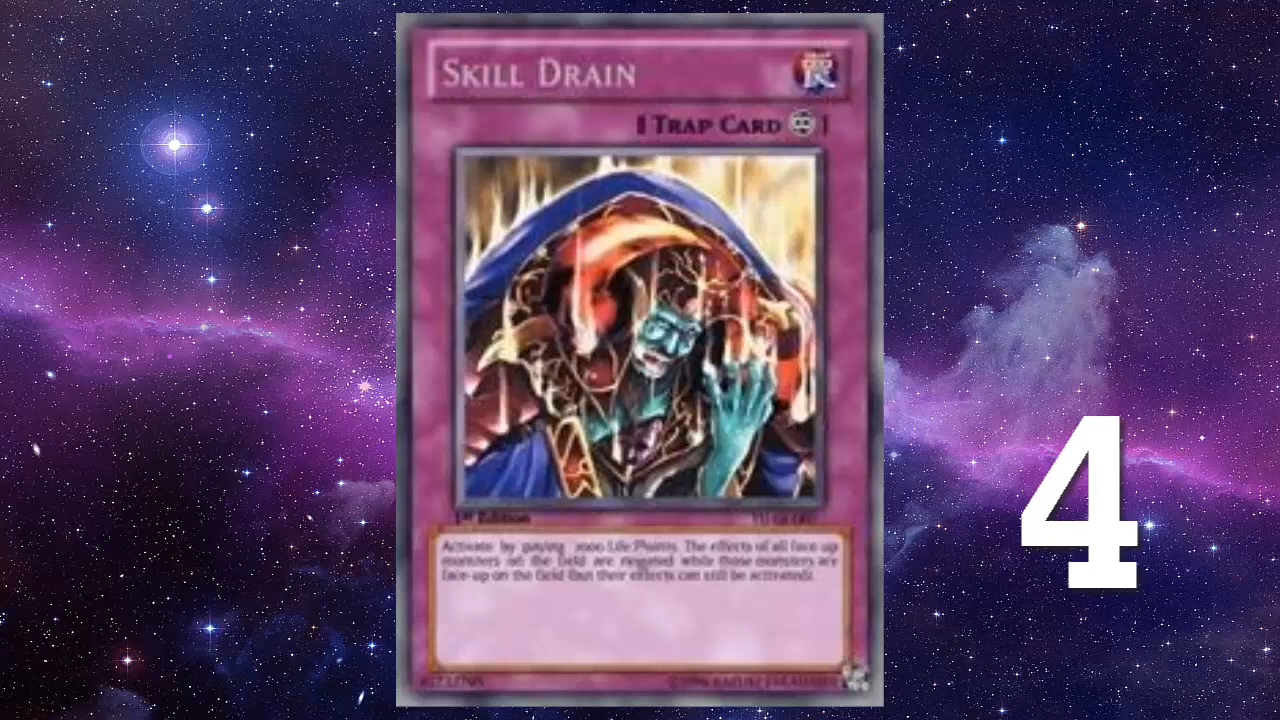 SKILL DRAIN
罠
[ TRAP CARD ]
1st Edition
Activate by paying 1000 Life Points. The effects of all face-up
monsters on the field are negated while those monsters are
face-up on the field (but their effects can still be activated).
4